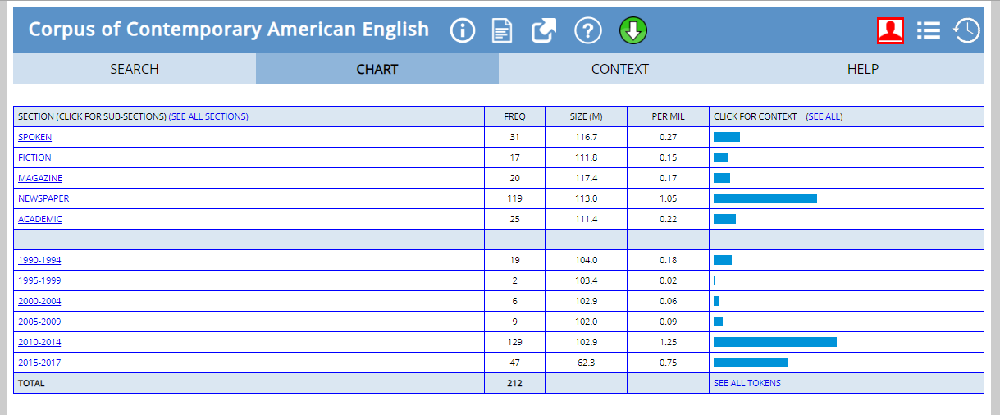 Corpus of Contemporary American English
SEARCH CHART CONTEXT HELP
SECTION (CLICK FOR SUB-SECTIONS) (SEE ALL SECTIONS) FREQ SIZE (M) PER MIL CLICK FOR CONTEXT (SEE ALL)
SPOKEN 31 116.7 0.27
FICTION 17 111.8 0.15
MAGAZINE 20 117.4 0.17
NEWSPAPER 119 113.0 1.05
ACADEMIC 25 111.4 0.22
1990-1994 19 104.0 0.18
1995-1999 2 103.4 0.02
2000-2004 6 102.9 0.06
2005-2009 9 102.0 0.09
2010-2014 129 102.9 1.25
2015-2017 47 62.3 0.75
TOTAL 212 SEE ALL TOKENS